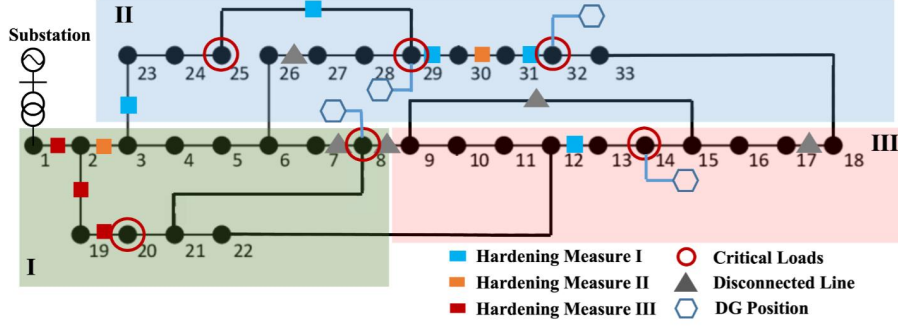 II
Substation
23 24 25 26 27 28 29 30 31 32 33
1 2 3 4 5 6 7 8 9 10 11 12 13 14 15 16 17 18
III
19 20 21 22
I
Hardening Measure I
Critical Loads
Hardening Measure II
Disconnected Line
Hardening Measure III
DG Position